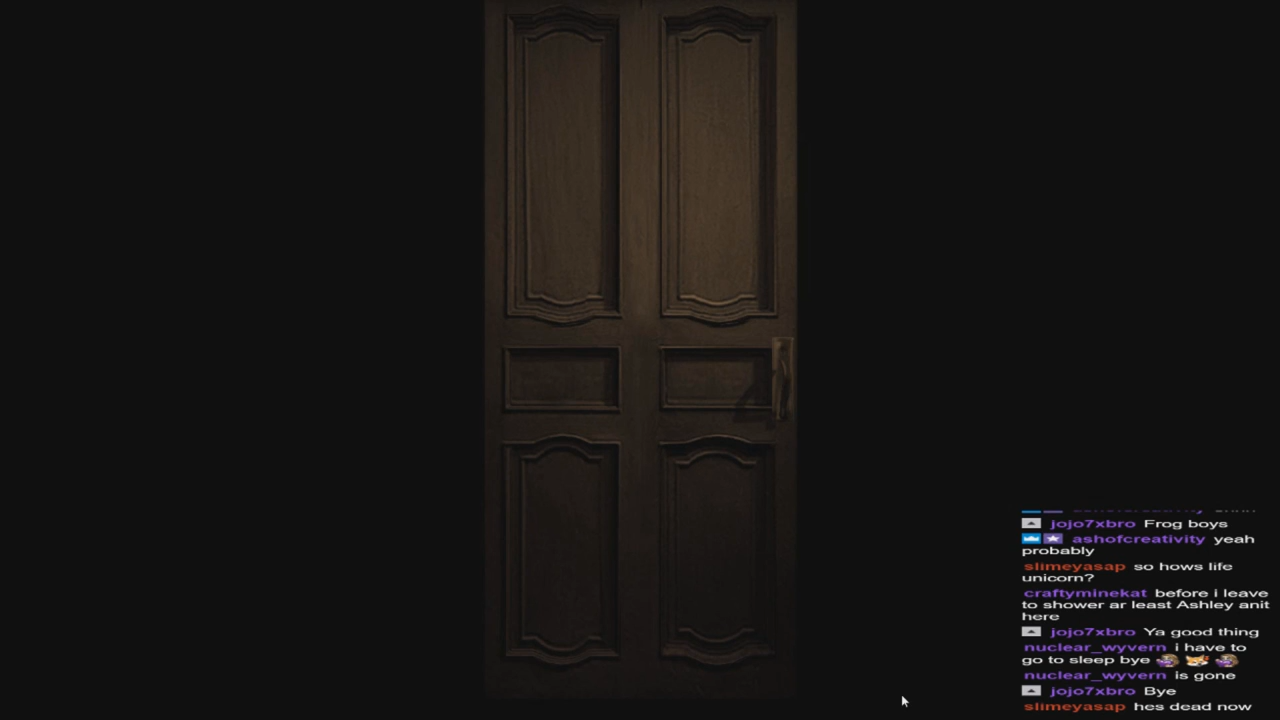 jojo7xbro Frog boys
ashofcreativity yeah
probably
slimeyasap so hows life
unicorn?
craftyminekat before i leave
to shower ar least Ashley anit
here
jojo7xbro Ya good thing
nuclear_wyvern i have to
go to sleep bye
nuclear_wyvern is gone
jojo7xbro Bye
slimeyasap hes dead now